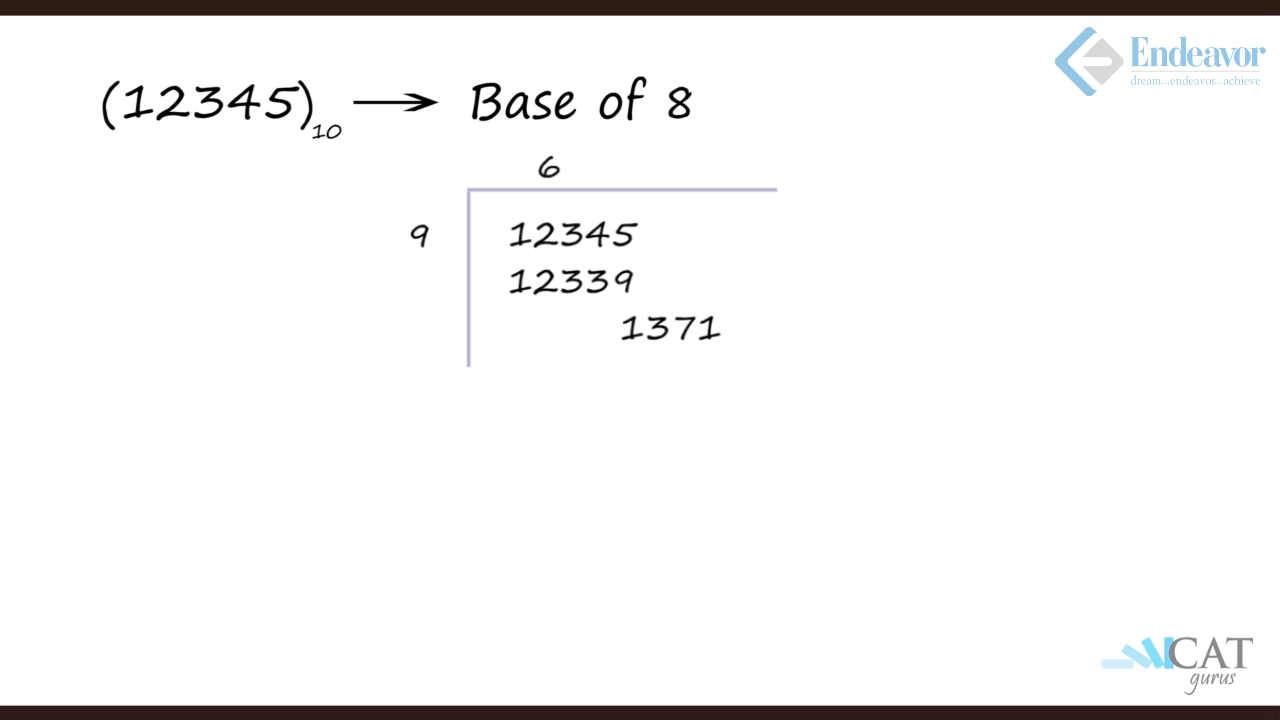 Endeavor
dream...endeavor...achieve
(12345)10 → Base of 8
6
9 12345
12339
1371
CAT
gurus